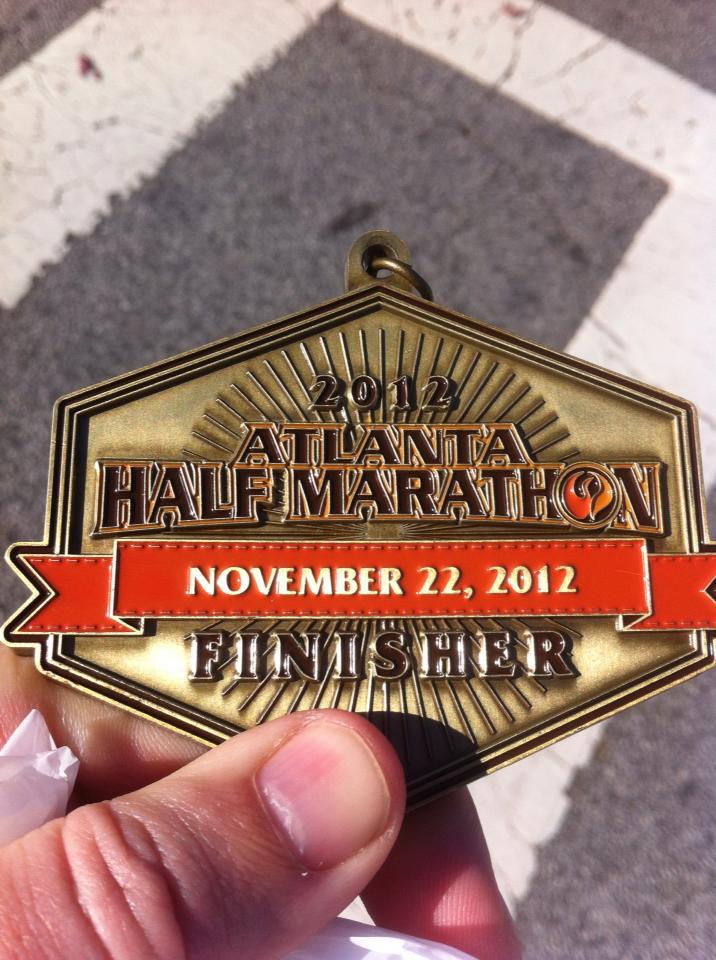 2012
ATLANTA
HALF MARATHON
NOVEMBER 22, 2012
FINISHER